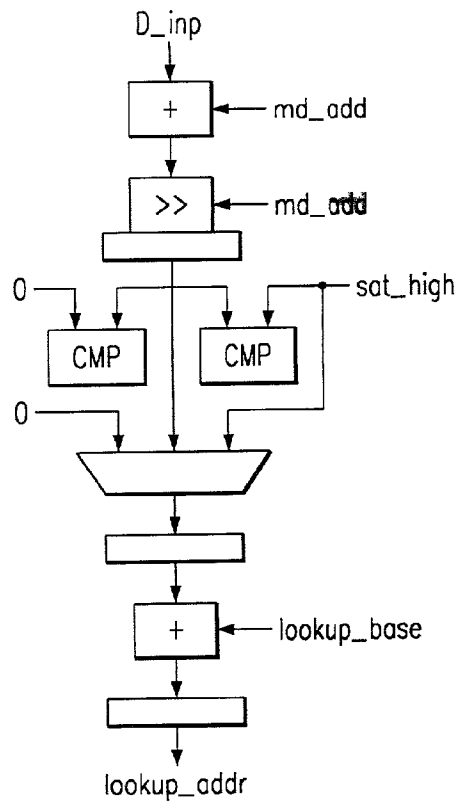 D_inp
+
md_add
>>
md_add
0
sat_high
CMP
CMP
0
+
lookup_base
lookup_addr